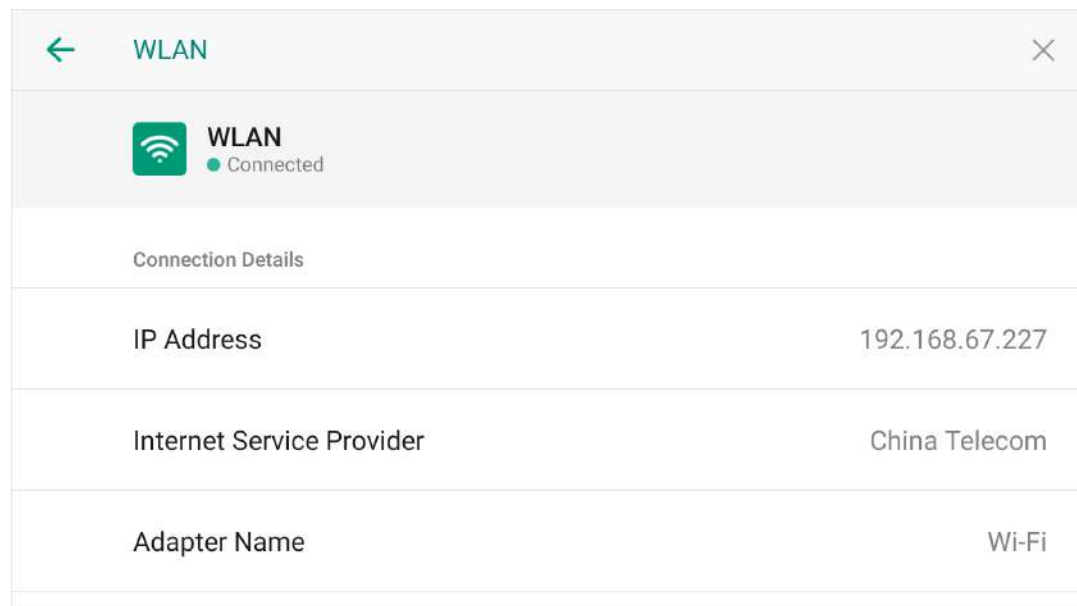 WLAN
WLAN
Connected
Connection Details
IP Address 192.168.67.227
Internet Service Provider China Telecom
Adapter Name Wi-Fi